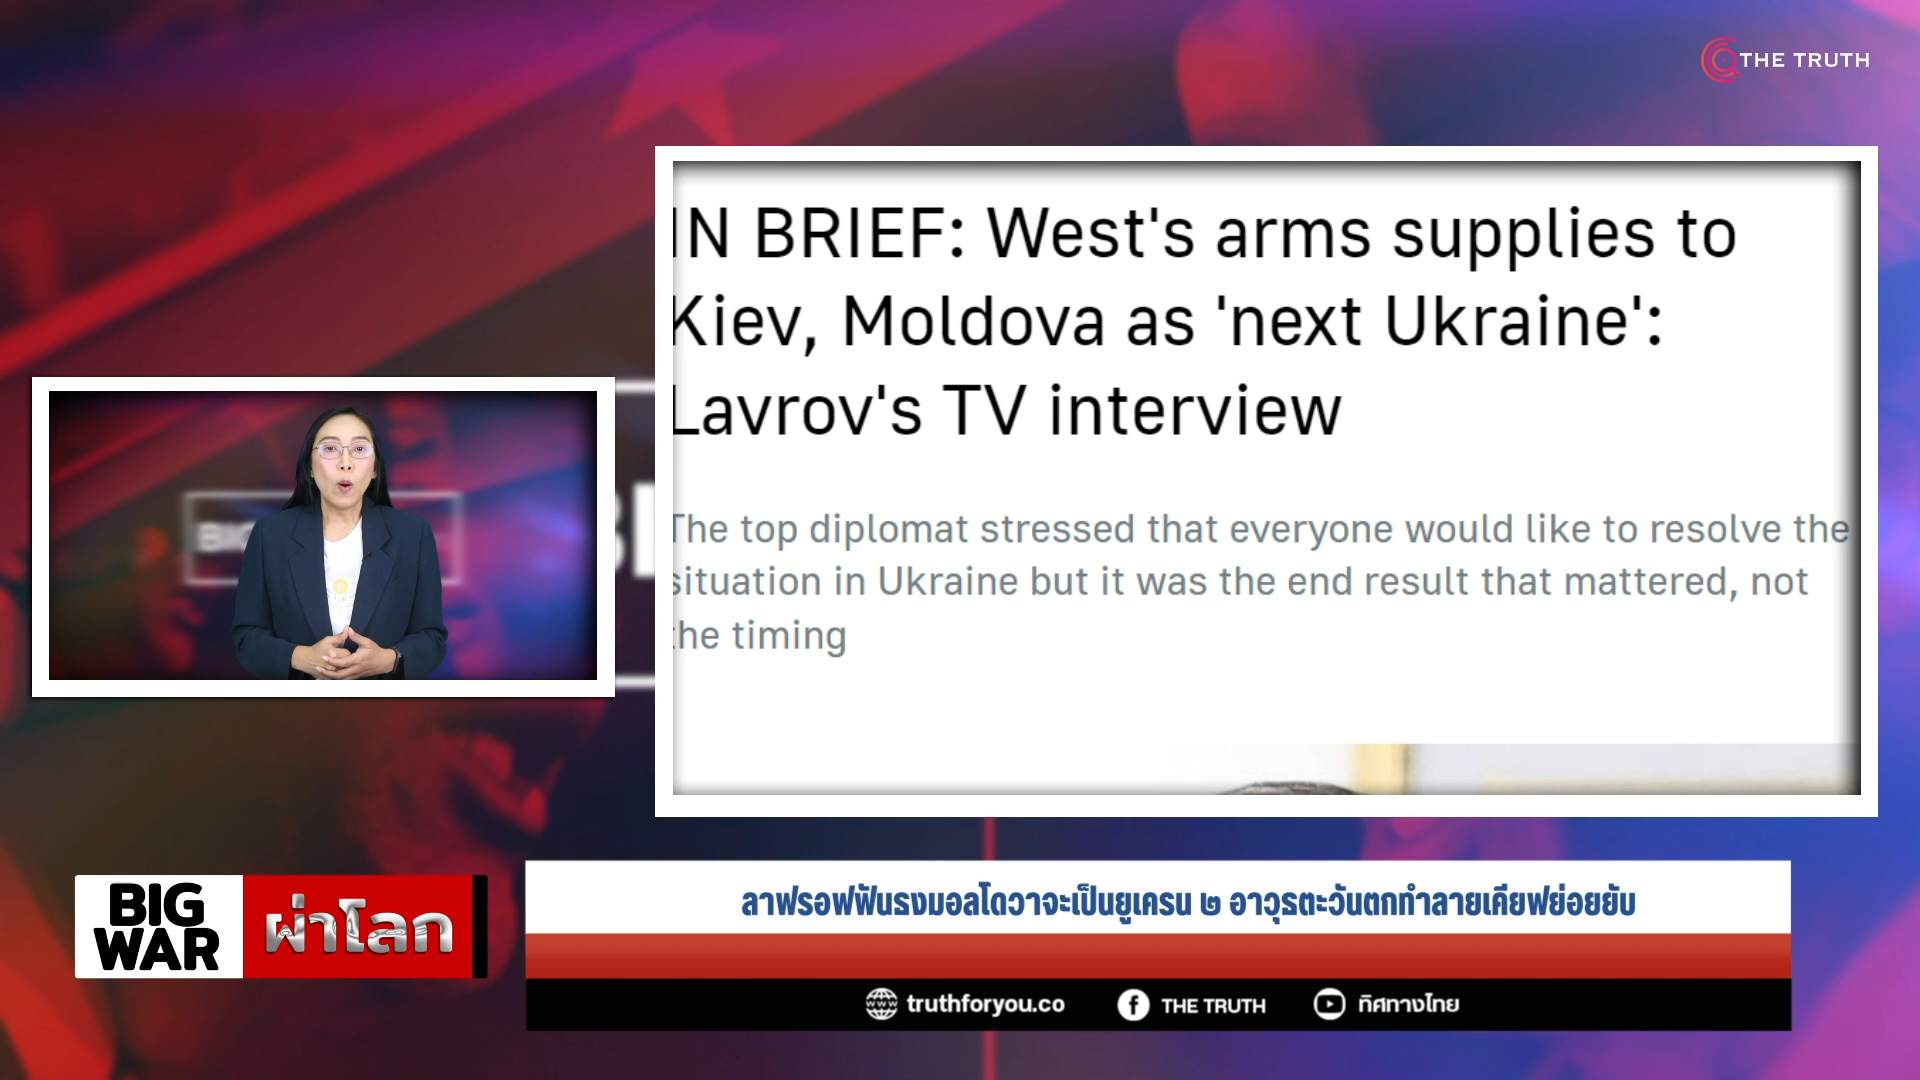 THE TRUTH
IN BRIEF: West's arms supplies to
Kiev, Moldova as 'next Ukraine':
Lavrov's TV interview
The top diplomat stressed that everyone would like to resolve the
situation in Ukraine but it was the end result that mattered, not
the timing
BIG
BIG
WAR
ผ่าโลก
ลาฟรอฟฟันธงมอลโดวาจะเป็นยูเครน ๒ อาวุธตะวันตกทำลายเคียฟย่อยยับ
truthforyou.co
THE TRUTH
ทิศทางไทย